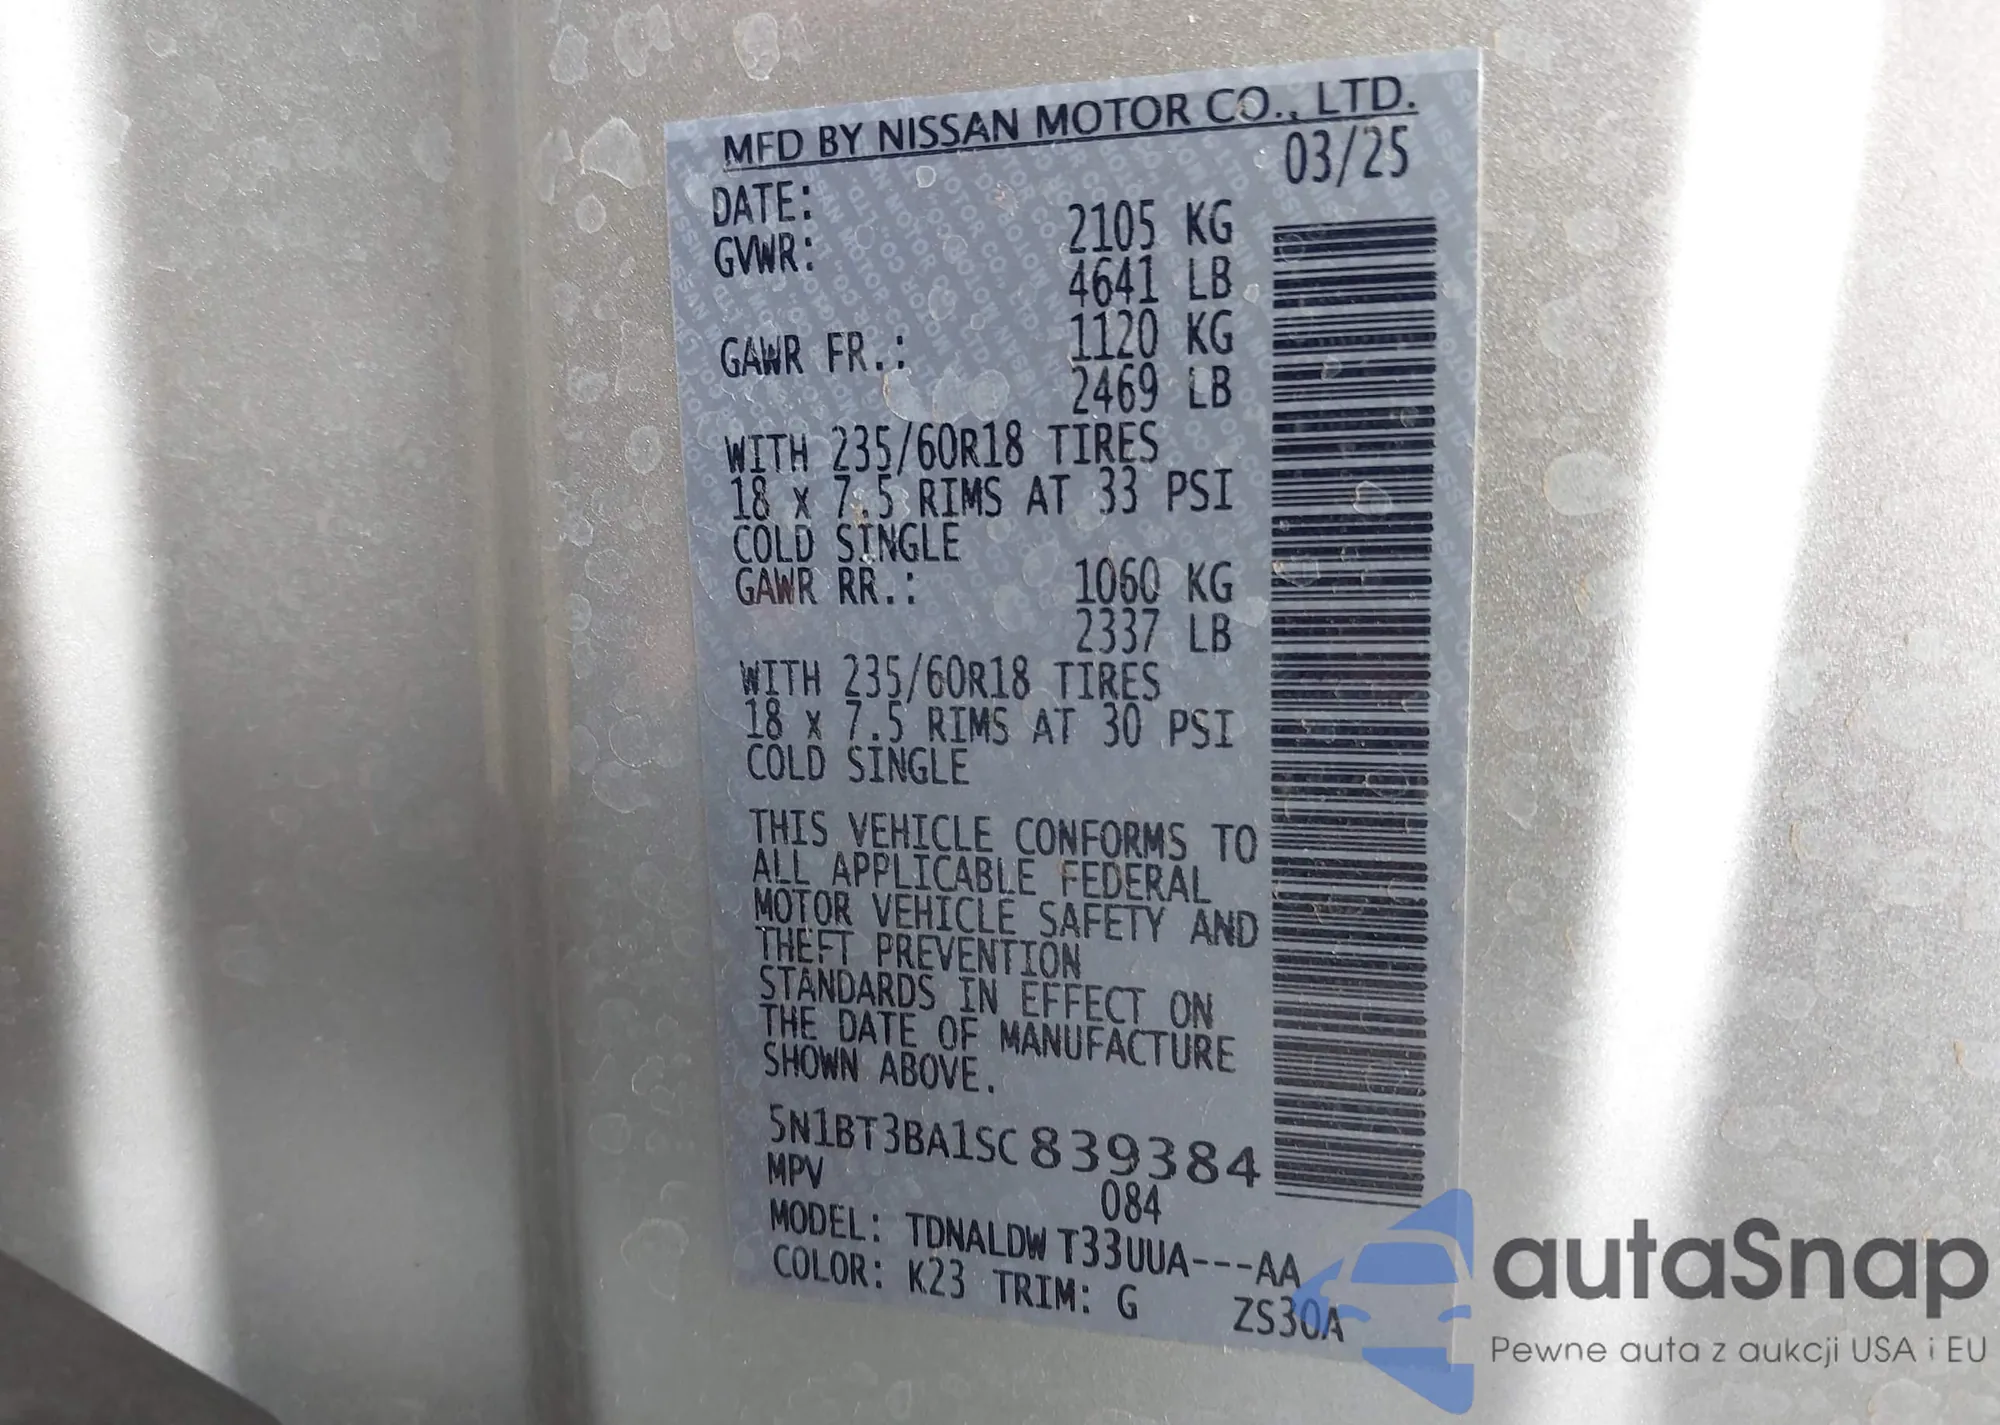 MFD BY NISSAN MOTOR CO., LTD.
DATE: 03/25
GVWR: 2105 KG
4641 LB
GAWR FR.: 1120 KG
2469 LB
WITH 235/60R18 TIRES
18 x 7.5 RIMS AT 33 PSI
COLD SINGLE
GAWR RR.: 1060 KG
2337 LB
WITH 235/60R18 TIRES
18 x 7.5 RIMS AT 30 PSI
COLD SINGLE
THIS VEHICLE CONFORMS TO
ALL APPLICABLE FEDERAL
MOTOR VEHICLE SAFETY AND
THEFT PREVENTION
STANDARDS IN EFFECT ON
THE DATE OF MANUFACTURE
SHOWN ABOVE.
5N1BT3BA1SC839384
MPV 084
MODEL: TDNALDW T33UUA---AA
COLOR: K23 TRIM: G ZS30A
autaSnap
Pewne auta z aukcji USA i EU